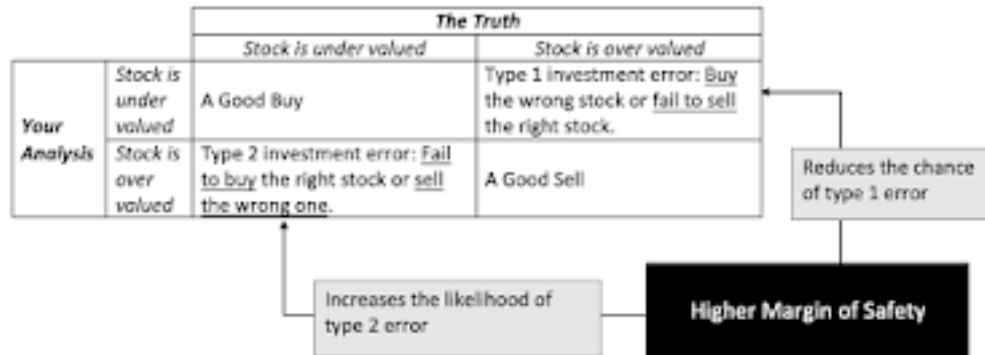 The Truth
Stock is under valued
Stock is over valued
Your
Analysis
Stock is
under
valued
A Good Buy
Type 1 investment error: Buy
the wrong stock or fail to sell
the right stock.
Stock is
over
valued
Type 2 investment error: Fail
to buy the right stock or sell
the wrong one.
A Good Sell
Reduces the chance
of type 1 error
Increases the likelihood of
type 2 error
Higher Margin of Safety